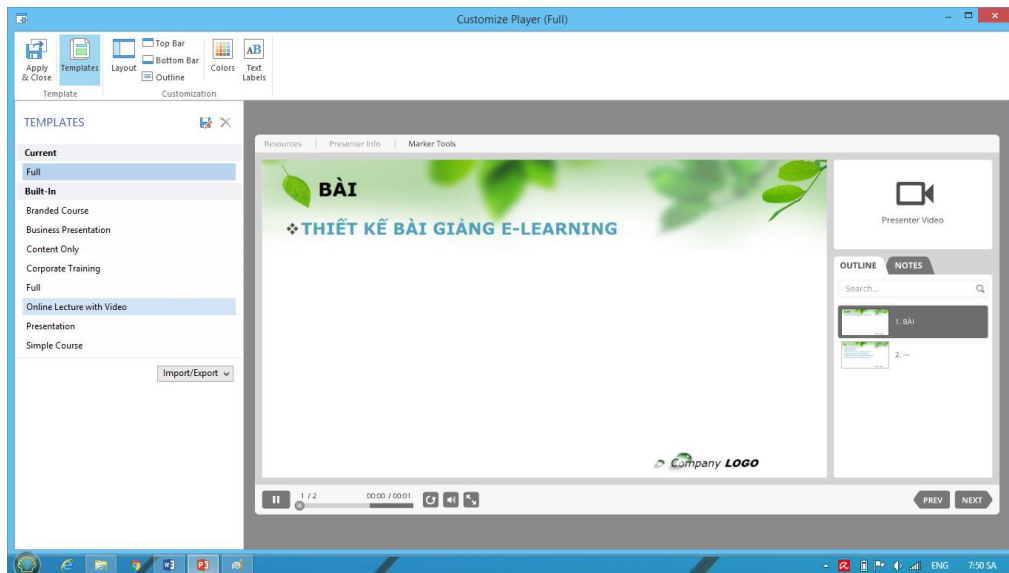 Customize Player (Full)
Apply & Close
Templates
Layout
Top Bar
Bottom Bar
Outline
Colors
Text Labels
Template
Customization
TEMPLATES
Current
Full
Built-In
Branded Course
Business Presentation
Content Only
Corporate Training
Full
Online Lecture with Video
Presentation
Simple Course
Import/Export
Resources
Presenter Info
Marker Tools
BÀI
THIẾT KẾ BÀI GIẢNG E-LEARNING
Company LOGO
Presenter Video
OUTLINE
NOTES
Search...
1. BÀI
2. ---
1 / 2
00:00 / 00:01
PREV
NEXT
ENG
7:50 SA